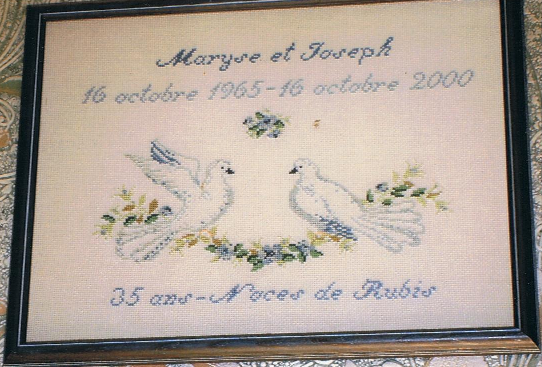 Maryse et Joseph
16 octobre 1965-16 octobre 2000
35 ans-Noces de Rubis